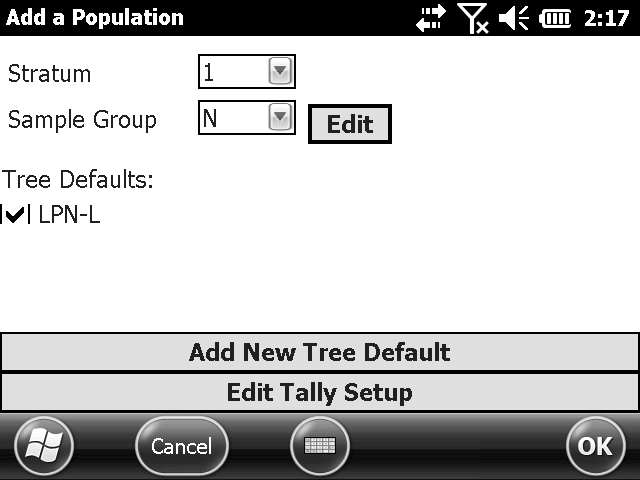 Add a Population 2:17
Stratum 1
Sample Group N Edit
Tree Defaults:
LPN-L
Add New Tree Default
Edit Tally Setup
Cancel OK